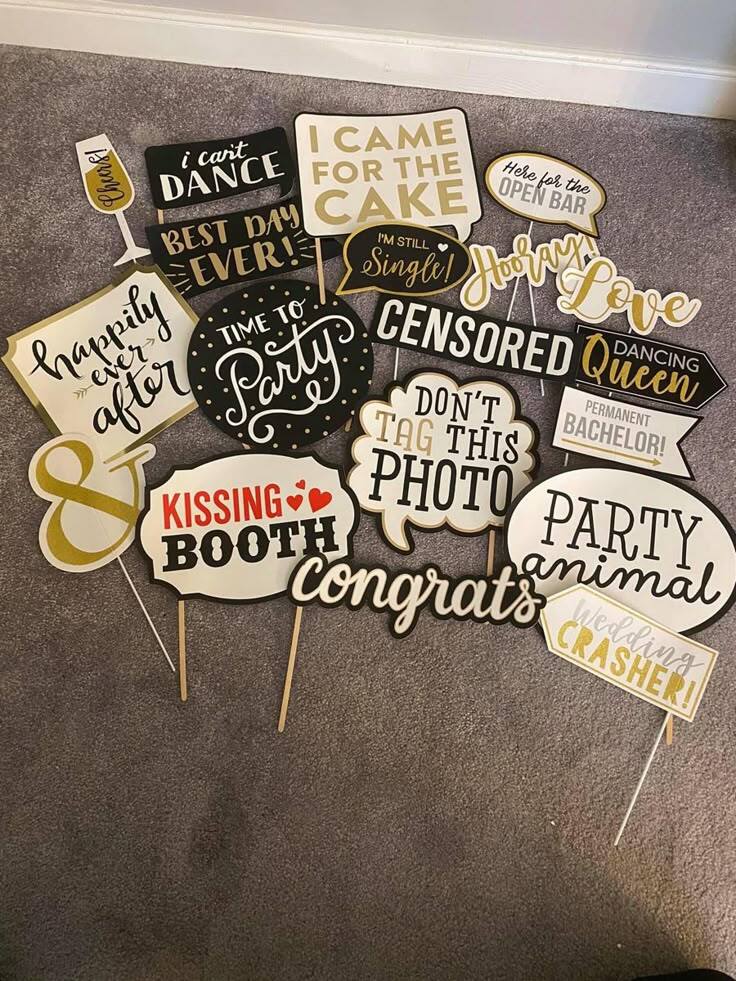 Cheers!
i can't
DANCE
I CAME
FOR THE
CAKE
Here for the
OPEN BAR
BEST DAY
EVER!
I'M STILL
Single!
Hooray
Love
happily
ever
after
TIME TO
Party
CENSORED
DANCING
Queen
PERMANENT
BACHELOR!
DON'T
TAG THIS
PHOTO
&
KISSING
BOOTH
PARTY
animal
congrats
Wedding
CRASHER!